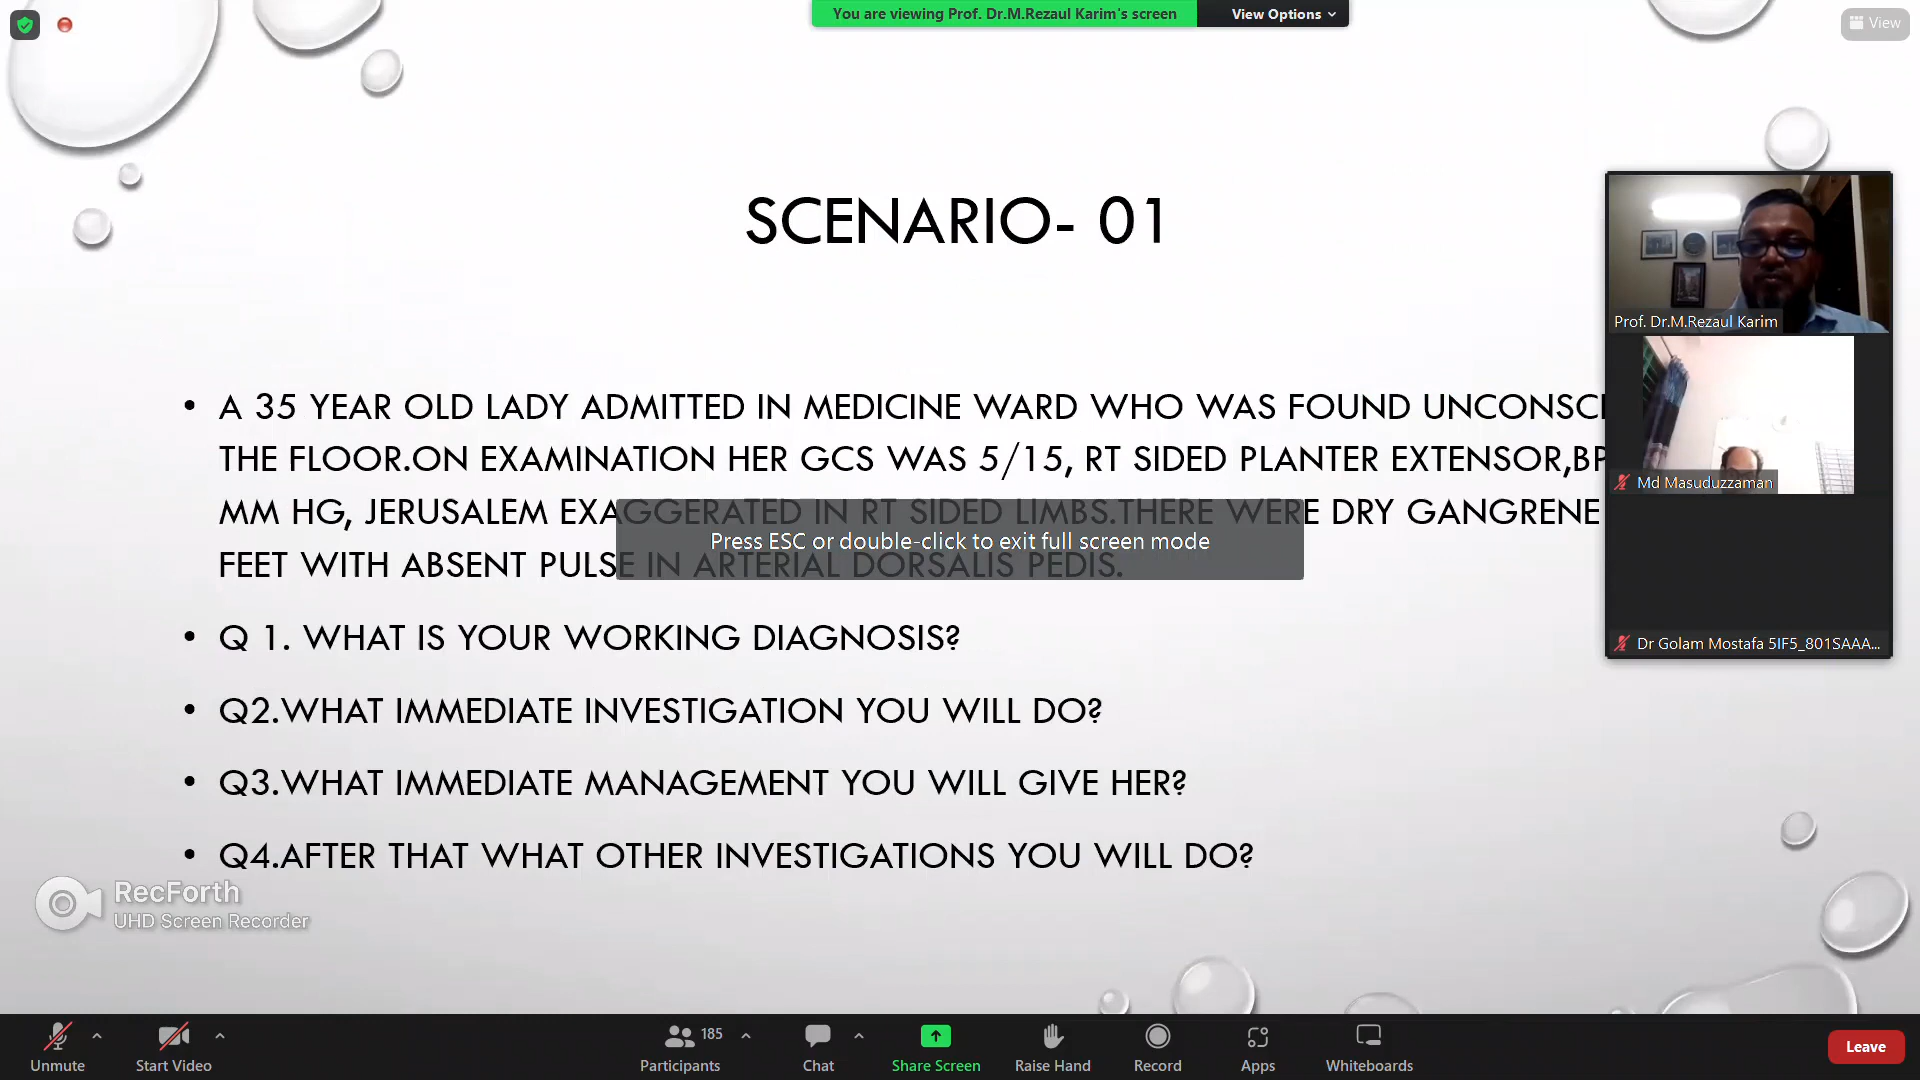 You are viewing Prof. Dr.M.Rezaul Karim's screen
View Options
View
SCENARIO- 01
• A 35 YEAR OLD LADY ADMITTED IN MEDICINE WARD WHO WAS FOUND
THE FLOOR.ON EXAMINATION HER GCS WAS 5/15, RT SIDED PLANTER EXTENSOR,BP
MM HG, JERUSALEM EXAGGERATED IN RT SIDED LIMBS.THERE WERE DRY GANGRENE
FEET WITH ABSENT PULSE IN ARTERIAL DORSALIS PEDIS.
Press ESC or double-click to exit full screen mode
• Q 1. WHAT IS YOUR WORKING DIAGNOSIS?
• Q2.WHAT IMMEDIATE INVESTIGATION YOU WILL DO?
• Q3.WHAT IMMEDIATE MANAGEMENT YOU WILL GIVE HER?
• Q4.AFTER THAT WHAT OTHER INVESTIGATIONS YOU WILL DO?
Prof. Dr.M.Rezaul Karim
Md Masuduzzaman
Dr Golam Mostafa 5IF5_801SAAA...
RecForth
UHD Screen Recorder
Unmute
Start Video
185
Participants
Chat
Share Screen
Raise Hand
Record
Apps
Whiteboards
Leave